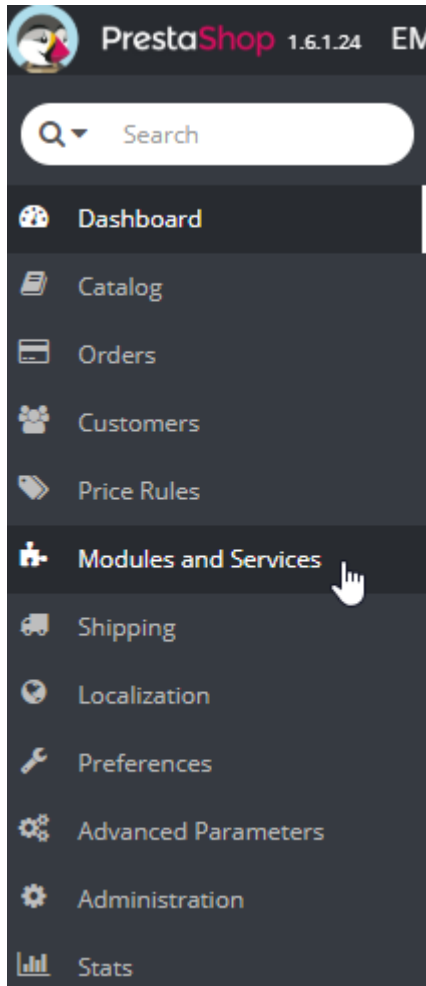 PrestaShop 1.6.1.24 EM
Search
Dashboard
Catalog
Orders
Customers
Price Rules
Modules and Services
Shipping
Localization
Preferences
Advanced Parameters
Administration
Stats